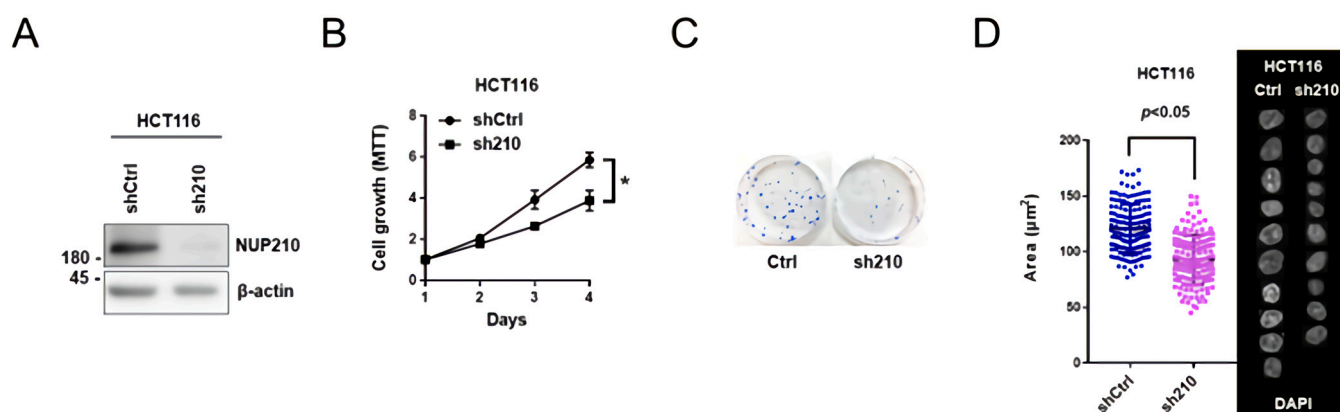 A
HCT116
shCtrl
sh210
180
45
NUP210
β-actin
B
HCT116
shCtrl
sh210
Cell growth (MTT)
8
6
4
2
0
*
1 2 3 4
Days
C
Ctrl
sh210
D
HCT116
p<0.05
Area (µm²)
200
150
100
50
0
shCtrl
sh210
HCT116
Ctrl sh210
DAPI